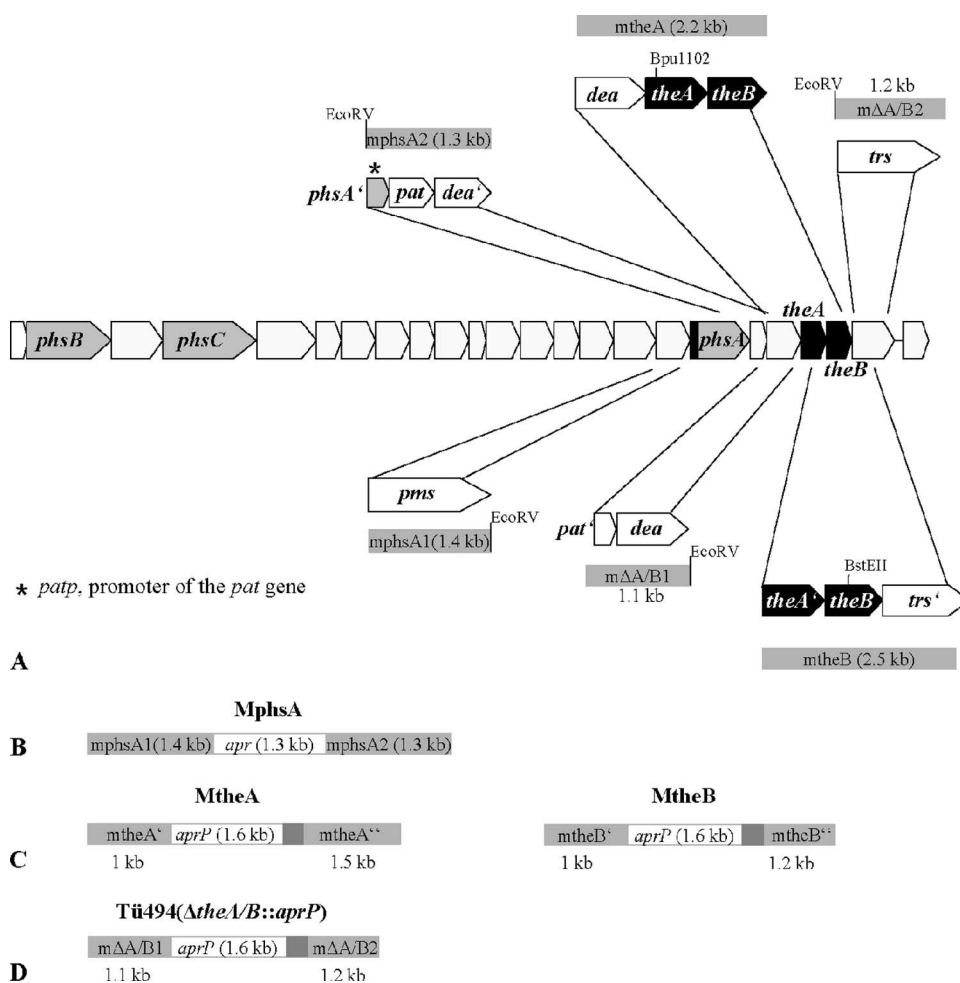 mtheA (2.2 kb)
Bpu1102
dea theA theB
EcoRV 1.2 kb
mΔA/B2
trs
EcoRV
mphsA2 (1.3 kb)
*
phsA‘ pat dea‘
theA
phsB phsC phsA
theB
pms
EcoRV
mphsA1(1.4 kb)
pat‘ dea
EcoRV
mΔA/B1
1.1 kb
BstEII
theA‘ theB trs‘
mtheB (2.5 kb)
* patp, promoter of the pat gene
A
MphsA
B mphsA1(1.4 kb) apr (1.3 kb) mphsA2 (1.3 kb)
MtheA MtheB
C mtheA‘ aprP (1.6 kb) mtheA‘‘ mtheB‘ aprP (1.6 kb) mtheB‘‘
1 kb 1.5 kb 1 kb 1.2 kb
Tü494(ΔtheA/B::aprP)
D mΔA/B1 aprP (1.6 kb) mΔA/B2
1.1 kb 1.2 kb